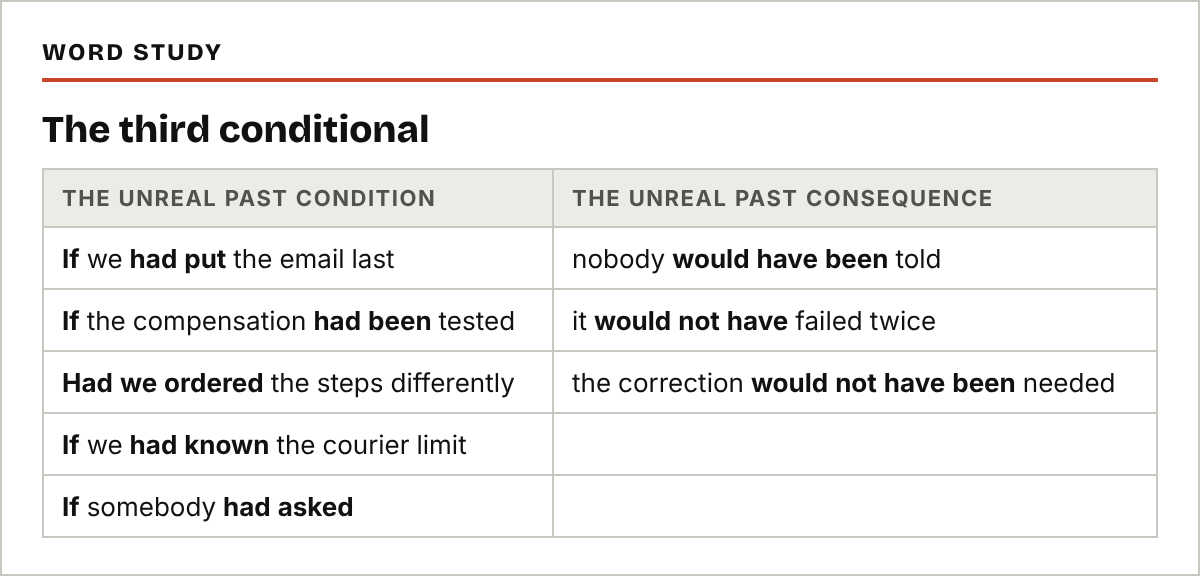 WORD STUDY
The third conditional
THE UNREAL PAST CONDITION THE UNREAL PAST CONSEQUENCE
If we had put the email last nobody would have been told
If the compensation had been tested it would not have failed twice
Had we ordered the steps differently the correction would not have been needed
If we had known the courier limit
If somebody had asked